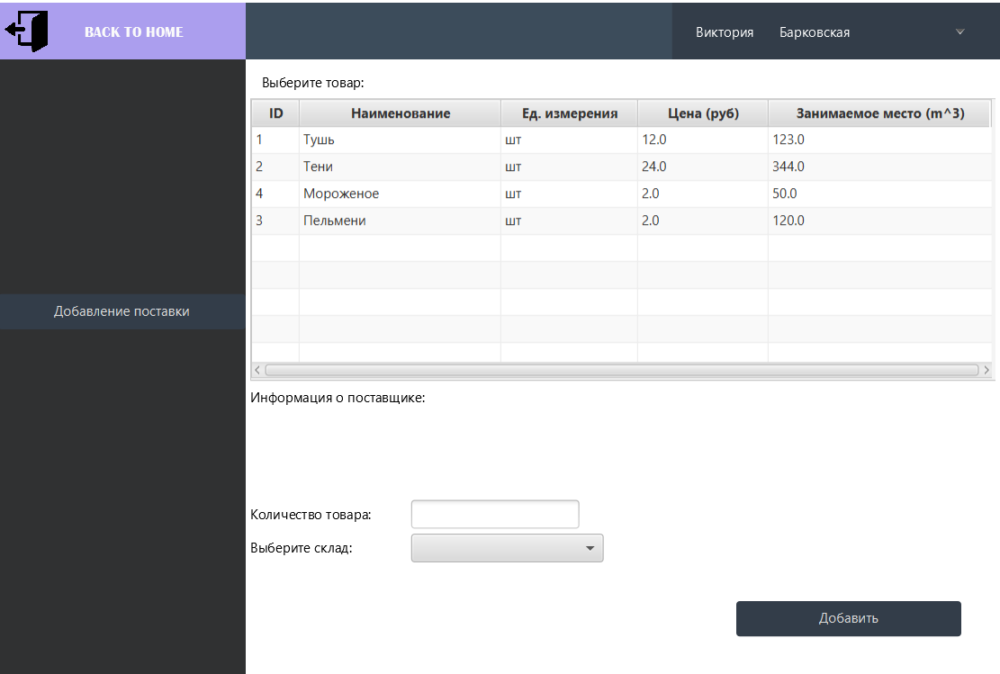 BACK TO HOME
Виктория Барковская
Выберите товар:
ID Наименование Ед. измерения Цена (руб) Занимаемое место (m^3)
1 Тушь шт 12.0 123.0
2 Тени шт 24.0 344.0
4 Мороженое шт 2.0 50.0
3 Пельмени шт 2.0 120.0
Добавление поставки
Информация о поставщике:
Количество товара:
Выберите склад:
Добавить